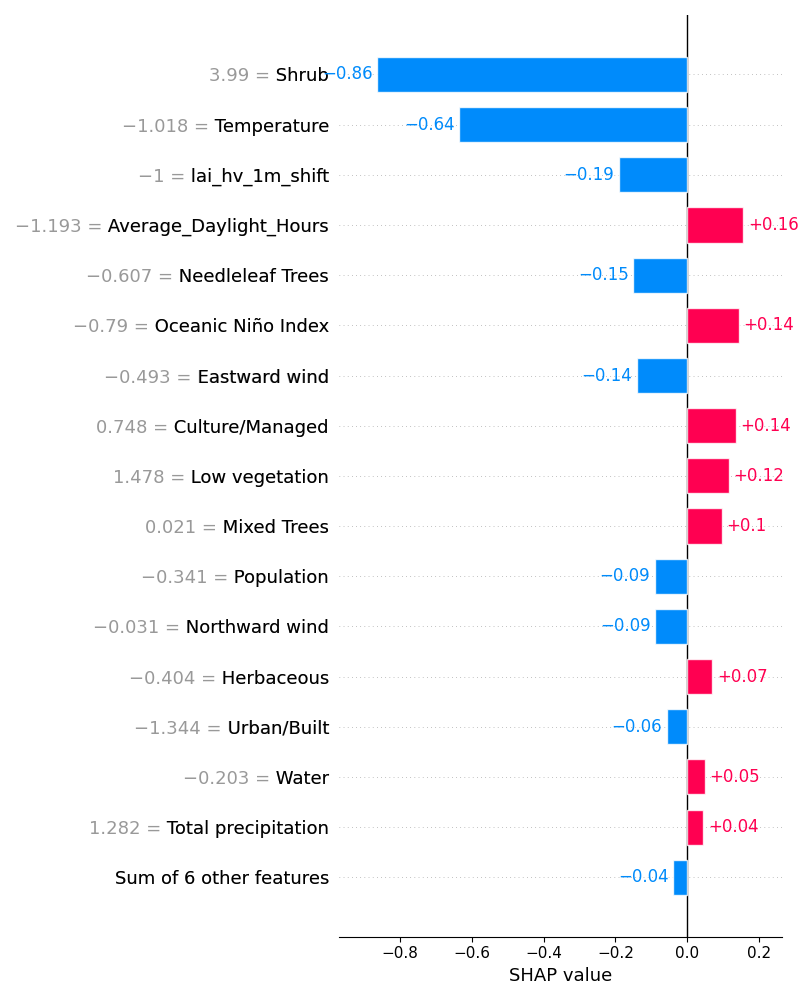 3.99 = Shrub −0.86
−1.018 = Temperature −0.64
−1 = lai_hv_1m_shift −0.19
−1.193 = Average_Daylight_Hours +0.16
−0.607 = Needleleaf Trees −0.15
−0.79 = Oceanic Niño Index +0.14
−0.493 = Eastward wind −0.14
0.748 = Culture/Managed +0.14
1.478 = Low vegetation +0.12
0.021 = Mixed Trees +0.1
−0.341 = Population −0.09
−0.031 = Northward wind −0.09
−0.404 = Herbaceous +0.07
−1.344 = Urban/Built −0.06
−0.203 = Water +0.05
1.282 = Total precipitation +0.04
Sum of 6 other features −0.04
−0.8 −0.6 −0.4 −0.2 0.0 0.2
SHAP value